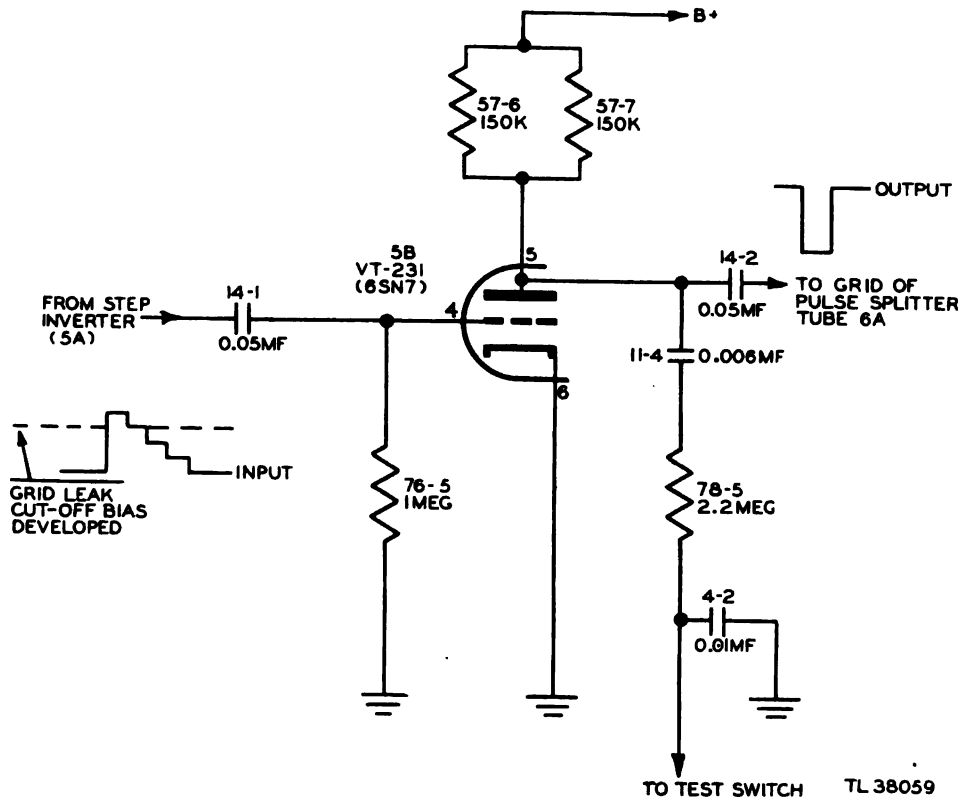 B+
57-6
150K
57-7
150K
OUTPUT
5B
VT-231
(6SN7)
5
14-2
0.05MF
TO GRID OF
PULSE SPLITTER
TUBE 6A
FROM STEP
INVERTER
(5A)
14-1
0.05MF
4
11-4
0.006MF
6
INPUT
GRID LEAK
CUT-OFF BIAS
DEVELOPED
76-5
1MEG
78-5
2.2MEG
4-2
0.01MF
TO TEST SWITCH
TL 38059